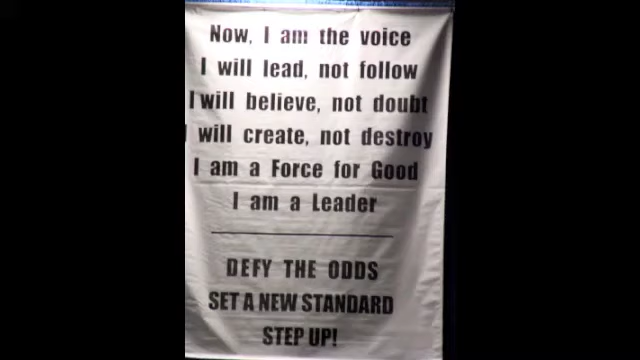 Now, I am the voice
I will lead, not follow
I will believe, not doubt
I will create, not destroy
I am a Force for Good
I am a Leader
DEFY THE ODDS
SET A NEW STANDARD
STEP UP!